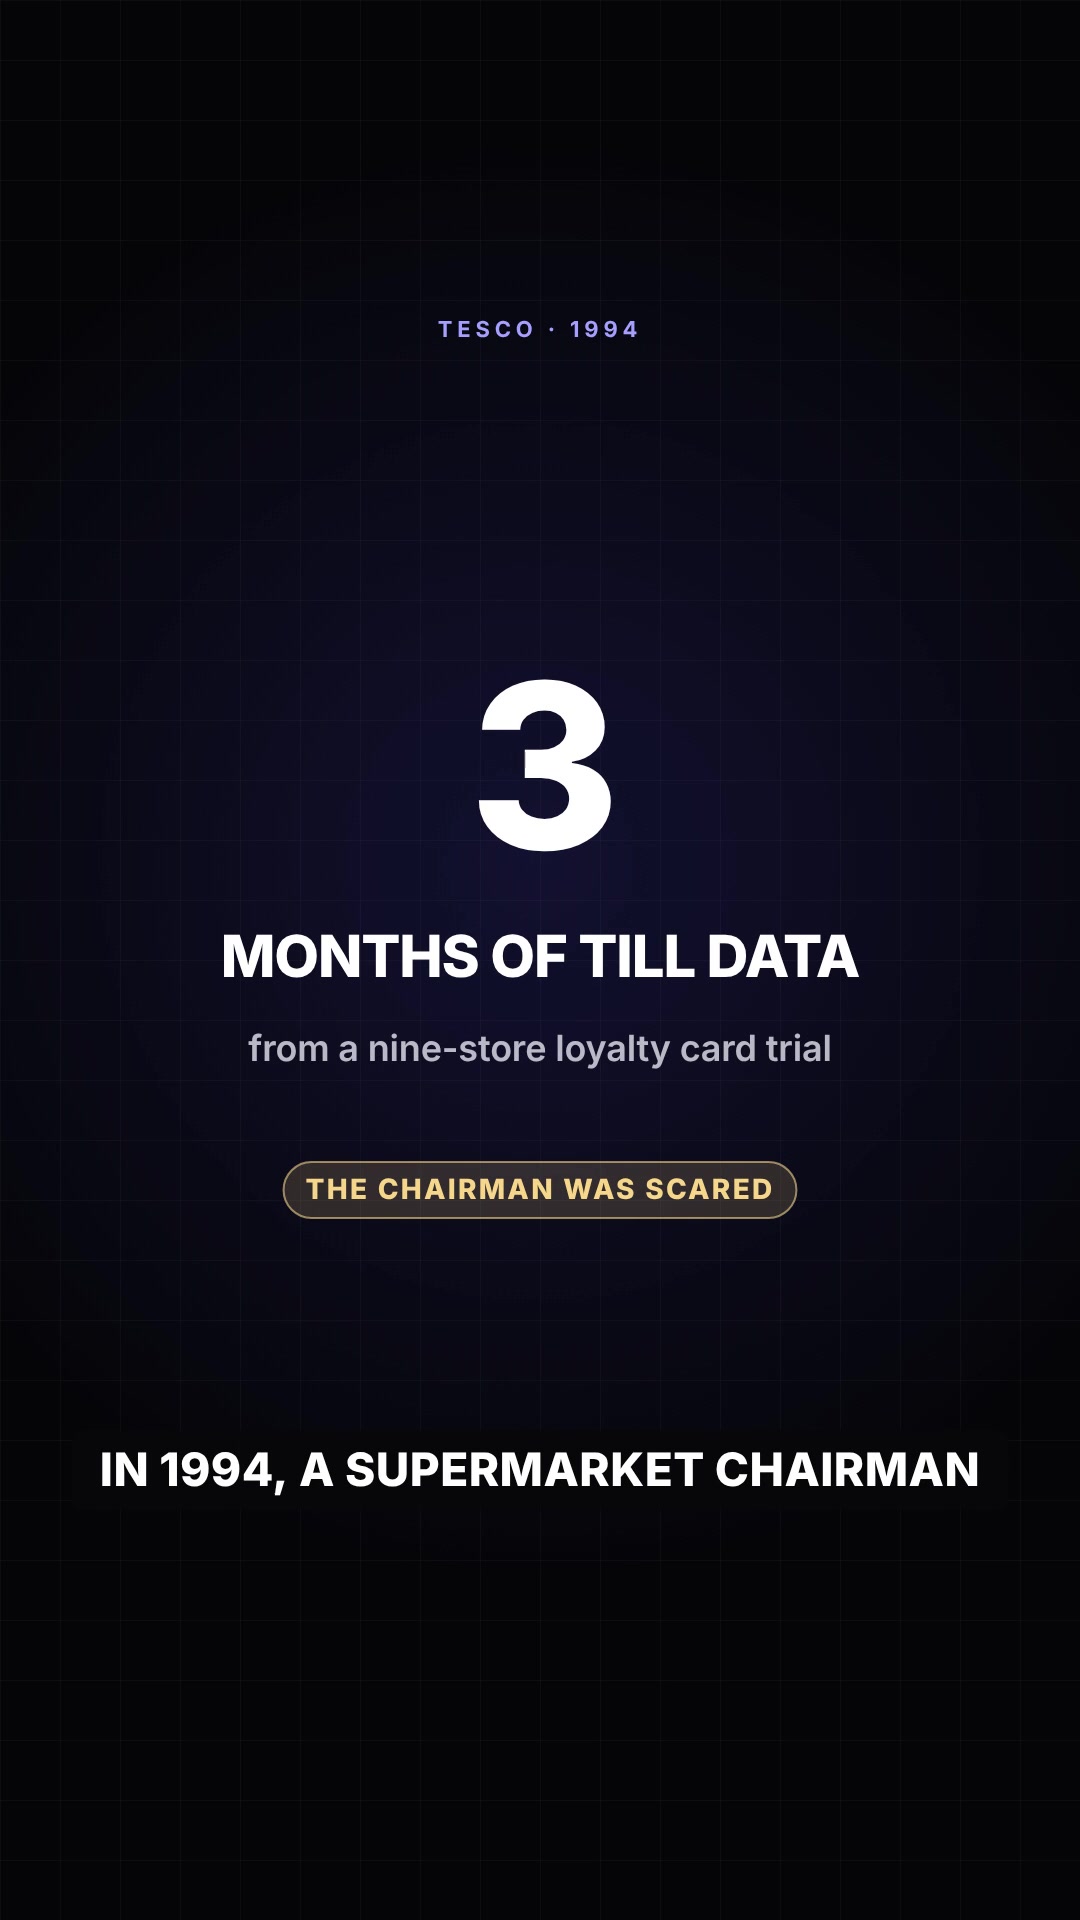 TESCO · 1994
3
MONTHS OF TILL DATA
from a nine-store loyalty card trial
THE CHAIRMAN WAS SCARED
IN 1994, A SUPERMARKET CHAIRMAN